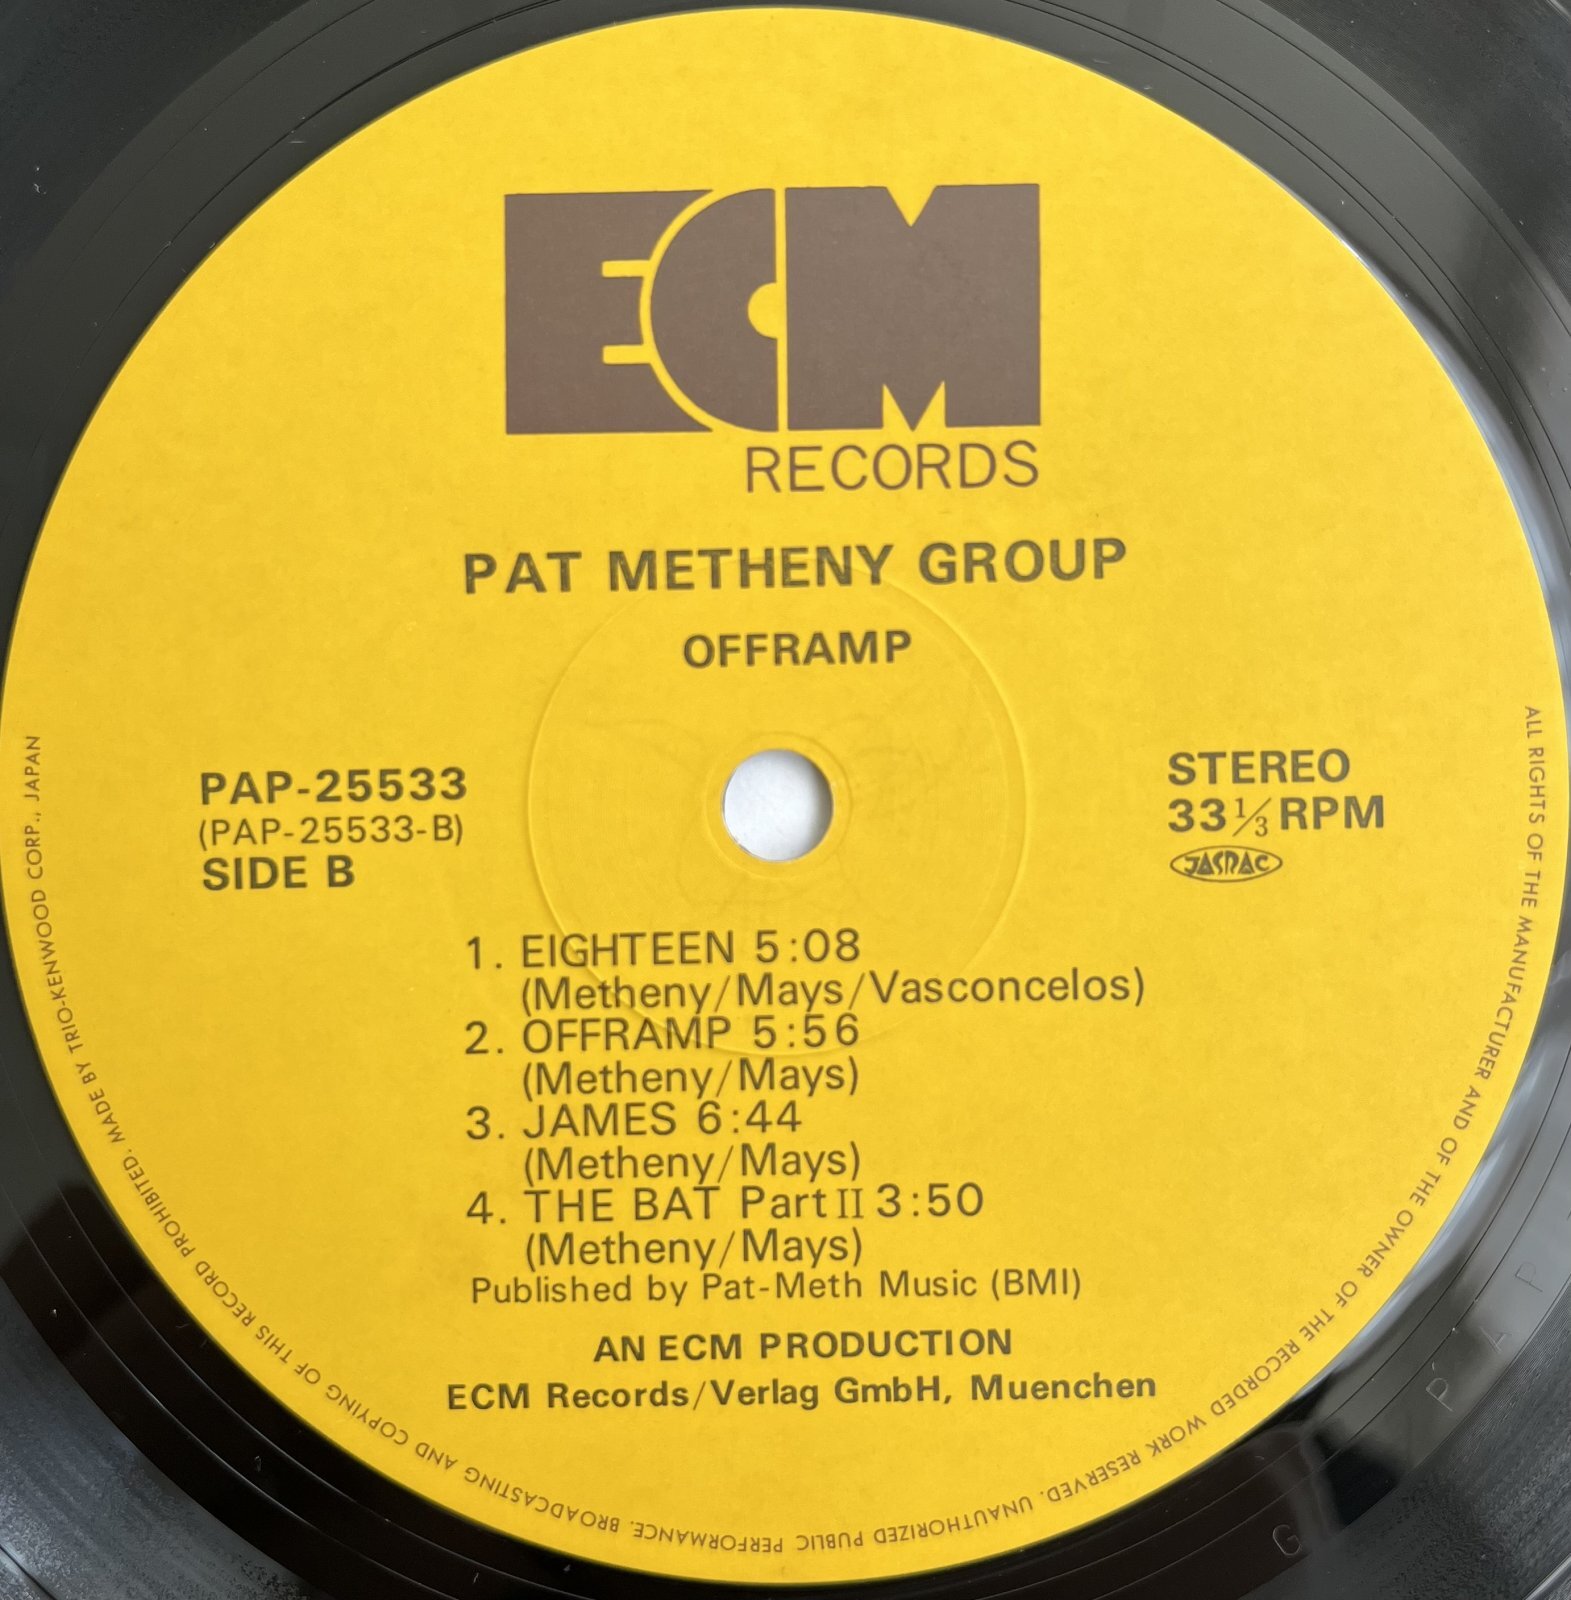 ECM
RECORDS
PAT METHENY GROUP
OFFRAMP
PAP-25533
(PAP-25533-B)
SIDE B
STEREO
33 1/3 RPM
JASRAC
1. EIGHTEEN 5:08
(Metheny/Mays/Vasconcelos)
2. OFFRAMP 5:56
(Metheny/Mays)
3. JAMES 6:44
(Metheny/Mays)
4. THE BAT Part II 3:50
(Metheny/Mays)
Published by Pat-Meth Music (BMI)
AN ECM PRODUCTION
ECM Records/Verlag GmbH, Muenchen
ALL RIGHTS OF THE MANUFACTURER AND OF THE OWNER OF THE RECORDED WORK RESERVED. UNAUTHORIZED PUBLIC PERFORMANCE. BROADCASTING AND COPYING OF THIS RECORD PROHIBITED. MADE BY TRIO-KENWOOD CORP., JAPAN